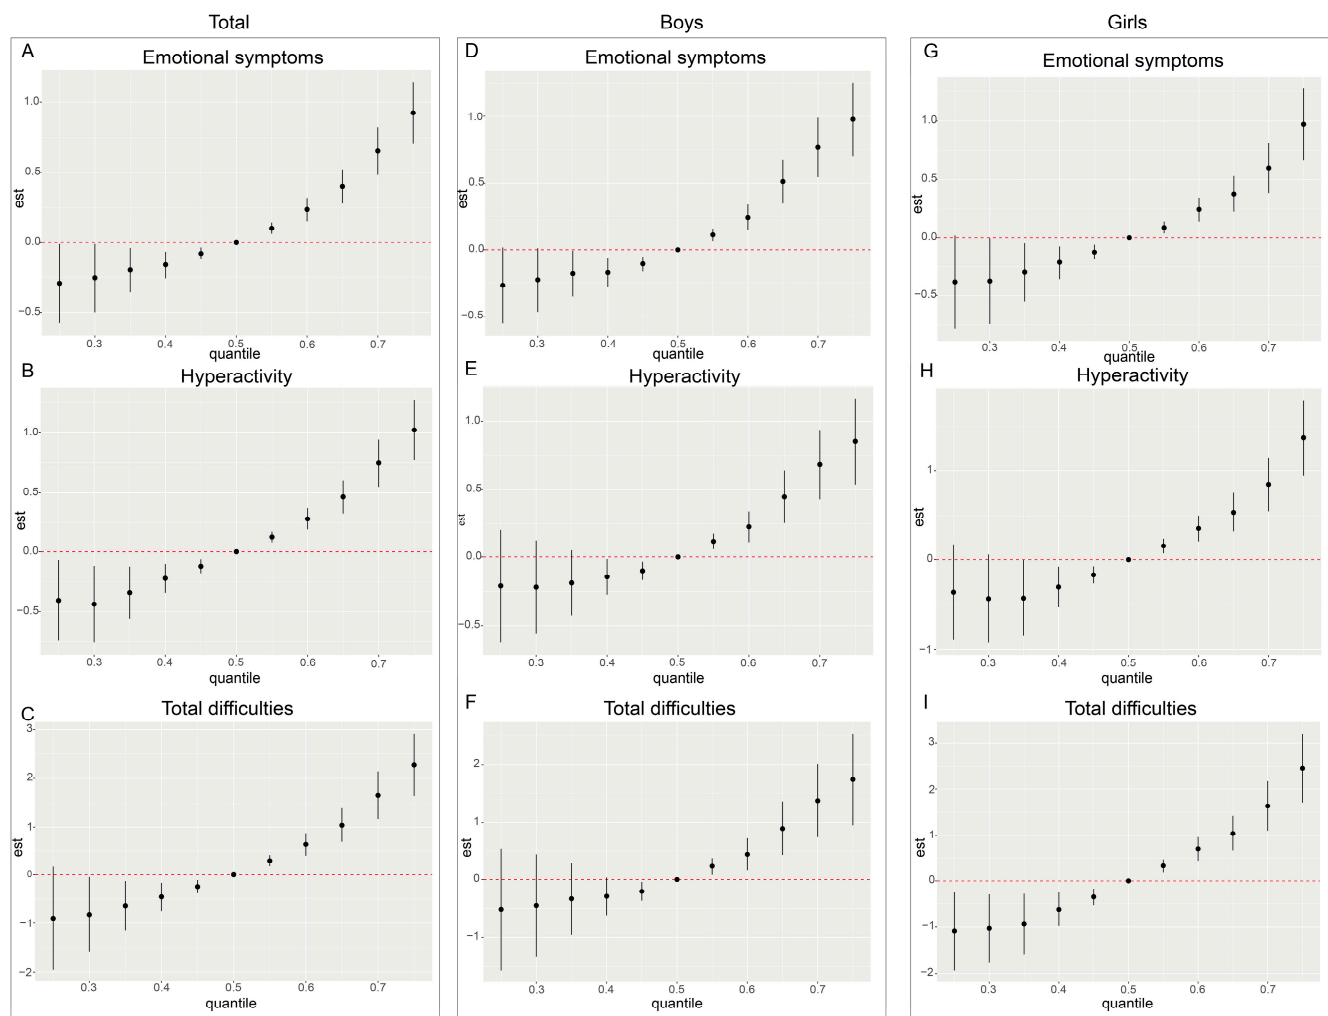 Total
Boys
Girls
A
Emotional symptoms
1.0
0.5
0.0
−0.5
est
0.3
0.4
0.5
0.6
0.7
quantile
D
Emotional symptoms
1.0
0.5
0.0
−0.5
est
0.3
0.4
0.5
0.6
0.7
quantile
G
Emotional symptoms
1.0
0.5
0.0
−0.5
est
0.3
0.4
0.5
0.6
0.7
quantile
B
Hyperactivity
1.0
0.5
0.0
−0.5
est
0.3
0.4
0.5
0.6
0.7
quantile
E
Hyperactivity
1.0
0.5
0.0
−0.5
est
0.3
0.4
0.5
0.6
0.7
quantile
H
Hyperactivity
1
0
−1
est
0.3
0.4
0.5
0.6
0.7
quantile
C
Total difficulties
3
2
1
0
−1
−2
est
0.3
0.4
0.5
0.6
0.7
quantile
F
Total difficulties
2
1
0
−1
est
0.3
0.4
0.5
0.6
0.7
quantile
I
Total difficulties
3
2
1
0
−1
−2
est
0.3
0.4
0.5
0.6
0.7
quantile